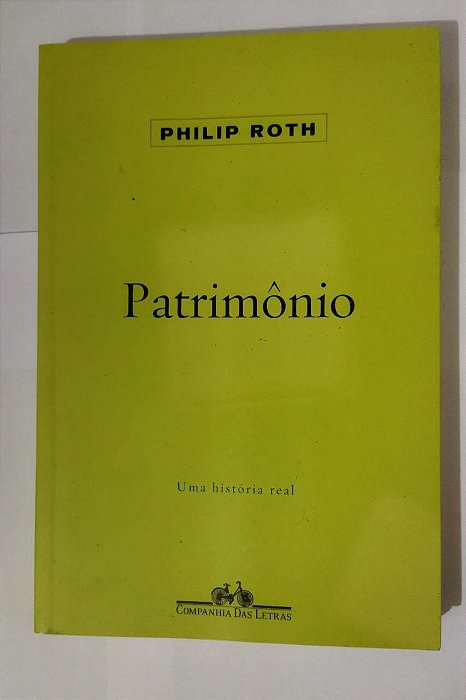 PHILIP ROTH
Patrimônio
Uma história real
COMPANHIA DAS LETRAS